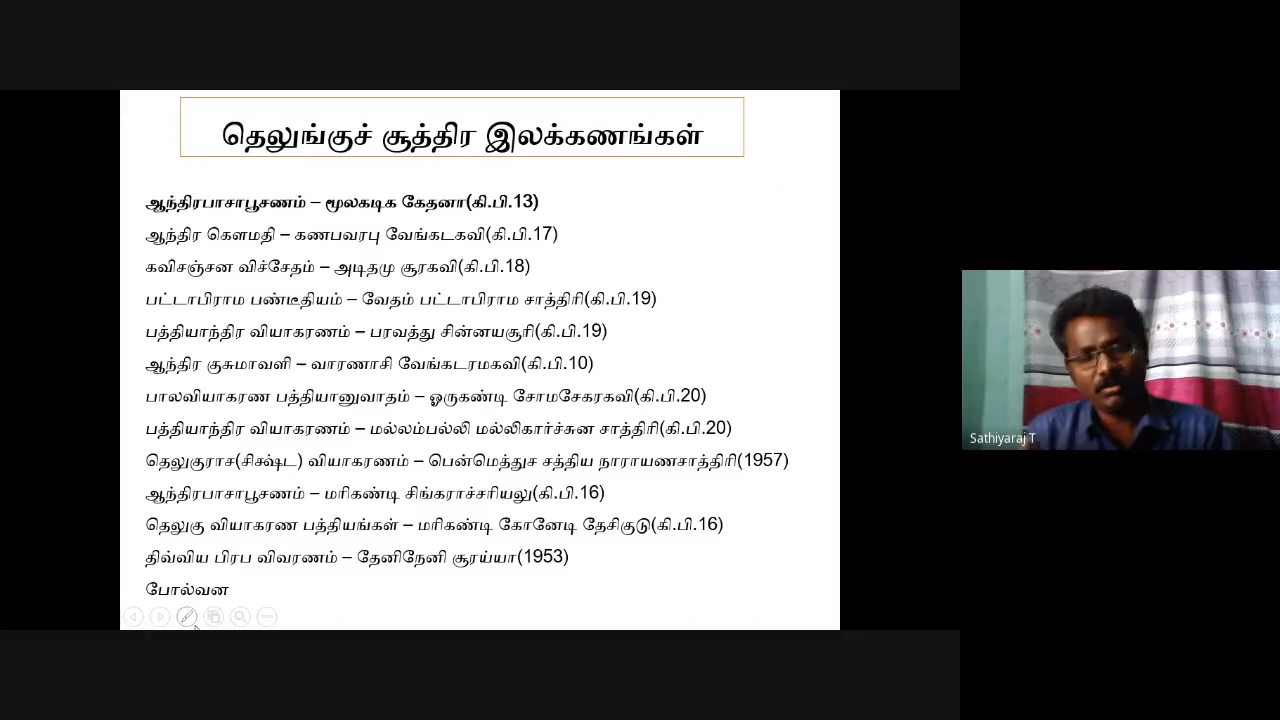 தெலுங்குச் சூத்திர இலக்கணங்கள்
ஆந்திரபாசாபூசணம் – மூலகடிக கேதனா(கி.பி.13)
ஆந்திர கௌமதி – கணபவரபு வேங்கடகவி(கி.பி.17)
கவிசஞ்சன விச்சேதம் – அடிதமு சூரகவி(கி.பி.18)
பட்டாபிராம பண்டீதியம் – வேதம் பட்டாபிராம சாத்திரி(கி.பி.19)
பத்தியாந்திர வியாகரணம் – பரவத்து சின்னயசூரி(கி.பி.19)
ஆந்திர குசுமாவளி – வாரணாசி வேங்கடரமகவி(கி.பி.10)
பாலவியாகரண பத்தியானுவாதம் – ஓருகண்டி சோமசேகரகவி(கி.பி.20)
பத்தியாந்திர வியாகரணம் – மல்லம்பல்லி மல்லிகார்ச்சுன சாத்திரி(கி.பி.20)
தெலுகுராச(சிக்ஷ்ட) வியாகரணம் – பென்மெத்துச சத்திய நாராயணசாத்திரி(1957)
ஆந்திரபாசாபூசணம் – மரிகண்டி சிங்கராச்சரியலு(கி.பி.16)
தெலுகு வியாகரண பத்தியங்கள் – மரிகண்டி கோனேடி தேசிகுடு(கி.பி.16)
திவ்விய பிரப விவரணம் – தேனிநேனி சூரய்யா(1953)
போல்வன
Sathiyaraj T